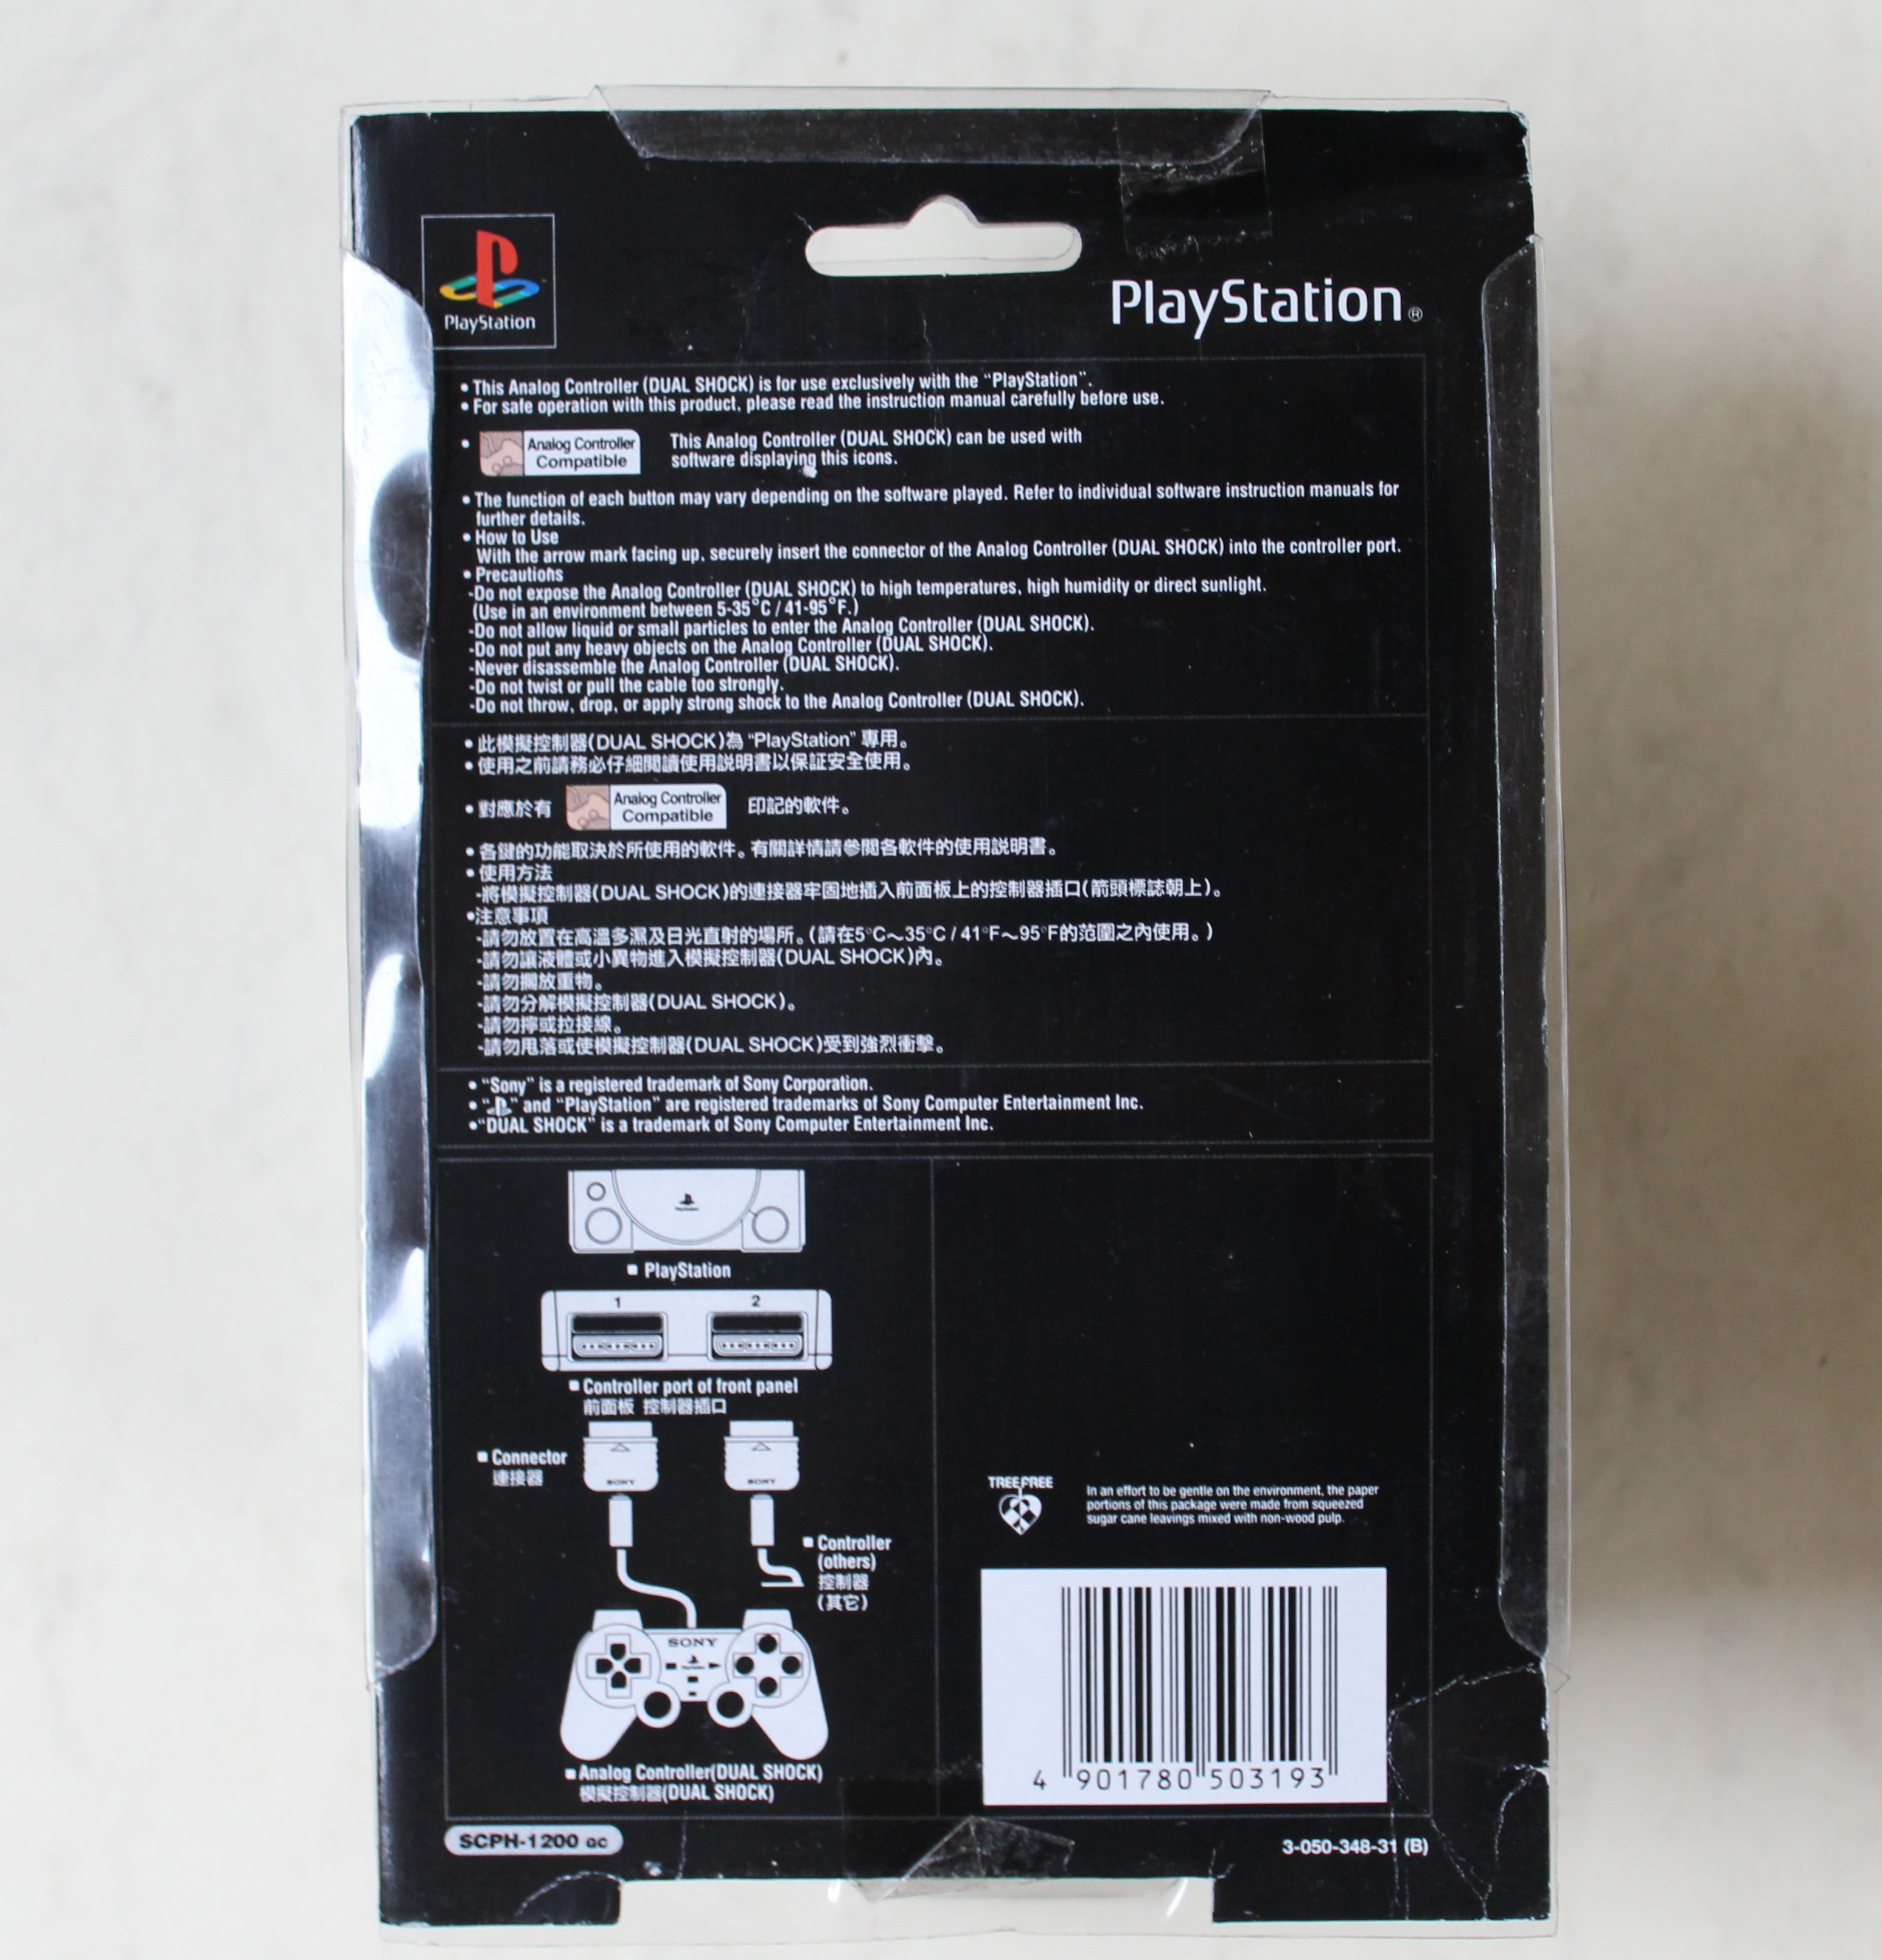 PlayStation
PlayStation®
• This Analog Controller (DUAL SHOCK) is for use exclusively with the “PlayStation”.
• For safe operation with this product, please read the instruction manual carefully before use.
• Analog Controller Compatible This Analog Controller (DUAL SHOCK) can be used with
software displaying this icons.
• The function of each button may vary depending on the software played. Refer to individual software instruction manuals for
further details.
• How to Use
With the arrow mark facing up, securely insert the connector of the Analog Controller (DUAL SHOCK) into the controller port.
• Precautions
-Do not expose the Analog Controller (DUAL SHOCK) to high temperatures, high humidity or direct sunlight.
(Use in an environment between 5-35°C / 41-95°F.)
-Do not allow liquid or small particles to enter the Analog Controller (DUAL SHOCK).
-Do not put any heavy objects on the Analog Controller (DUAL SHOCK).
-Never disassemble the Analog Controller (DUAL SHOCK).
-Do not twist or pull the cable too strongly.
-Do not throw, drop, or apply strong shock to the Analog Controller (DUAL SHOCK).
• 此模擬控制器(DUAL SHOCK)為 “PlayStation” 專用。
• 使用之前請務必仔細閱讀使用説明書以保証安全使用。
• 對應於有 Analog Controller Compatible 印記的軟件。
• 各鍵的功能取決於所使用的軟件。有關詳情請參閲各軟件的使用説明書。
• 使用方法
-將模擬控制器(DUAL SHOCK)的連接器牢固地插入前面板上的控制器插口(箭頭標誌朝上)。
•注意事項
-請勿放置在高溫多濕及日光直射的場所。(請在5°C～35°C / 41°F～95°F的范圍之內使用。)
-請勿讓液體或小異物進入模擬控制器(DUAL SHOCK)內。
-請勿擱放重物。
-請勿分解模擬控制器(DUAL SHOCK)。
-請勿擰或拉接線。
-請勿甩落或使模擬控制器(DUAL SHOCK)受到強烈衝擊。
• “Sony” is a registered trademark of Sony Corporation.
• “ ” and “PlayStation” are registered trademarks of Sony Computer Entertainment Inc.
•“DUAL SHOCK” is a trademark of Sony Computer Entertainment Inc.
PlayStation
■ PlayStation
1 2
■ Controller port of front panel
前面板 控制器插口
■ Connector
連接器
SONY SONY
■ Controller
(others)
控制器
(其它)
SONY
PlayStation
■ Analog Controller(DUAL SHOCK)
模擬控制器(DUAL SHOCK)
TREE FREE
In an effort to be gentle on the environment, the paper
portions of this package were made from squeezed
sugar cane leavings mixed with non-wood pulp.
4 901780 503193
SCPH-1200 GC
3-050-348-31 (B)